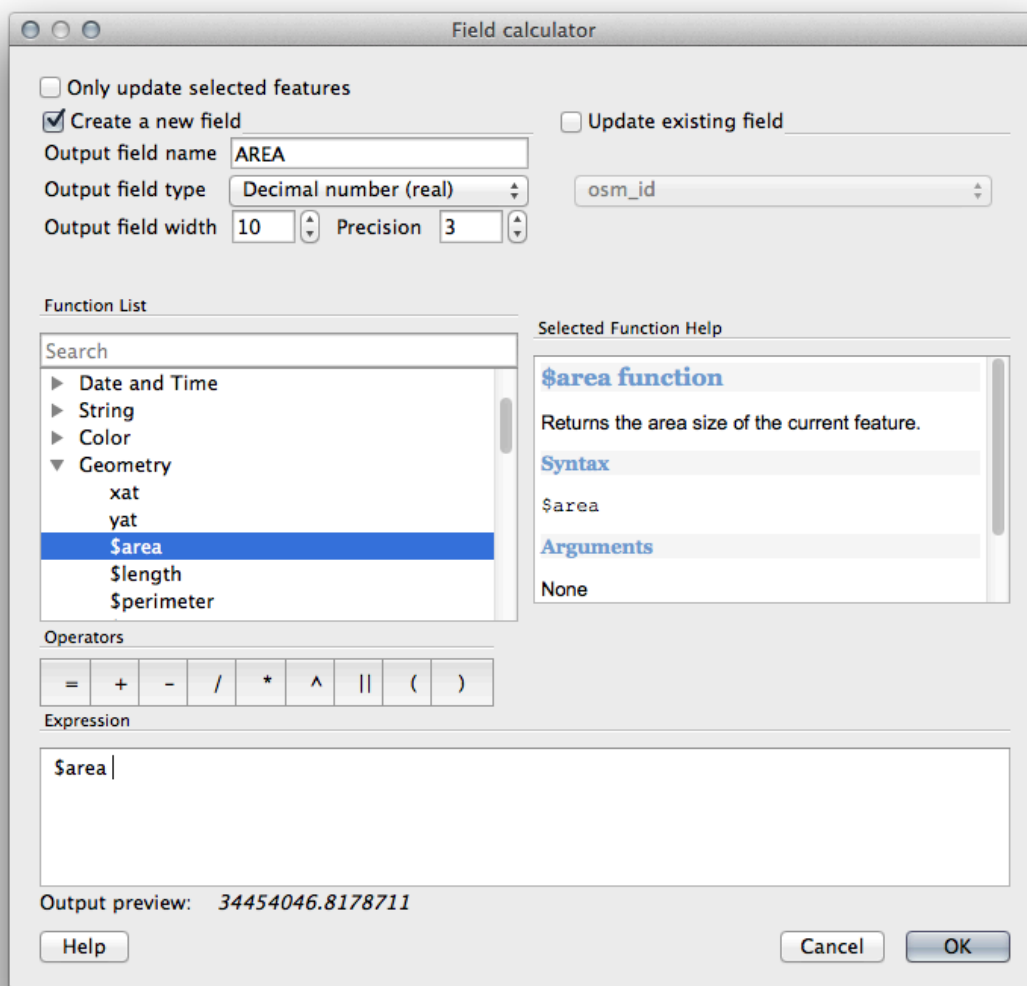 Field calculator
Only update selected features
Create a new field
Update existing field
Output field name AREA
Output field type Decimal number (real) osm_id
Output field width 10 Precision 3
Function List
Selected Function Help
Search
Date and Time
String
Color
Geometry
xat
yat
$area
$length
$perimeter
$area function
Returns the area size of the current feature.
Syntax
$area
Arguments
None
Operators
= + - / * ^ || ( )
Expression
$area
Output preview: 34454046.8178711
Help Cancel OK